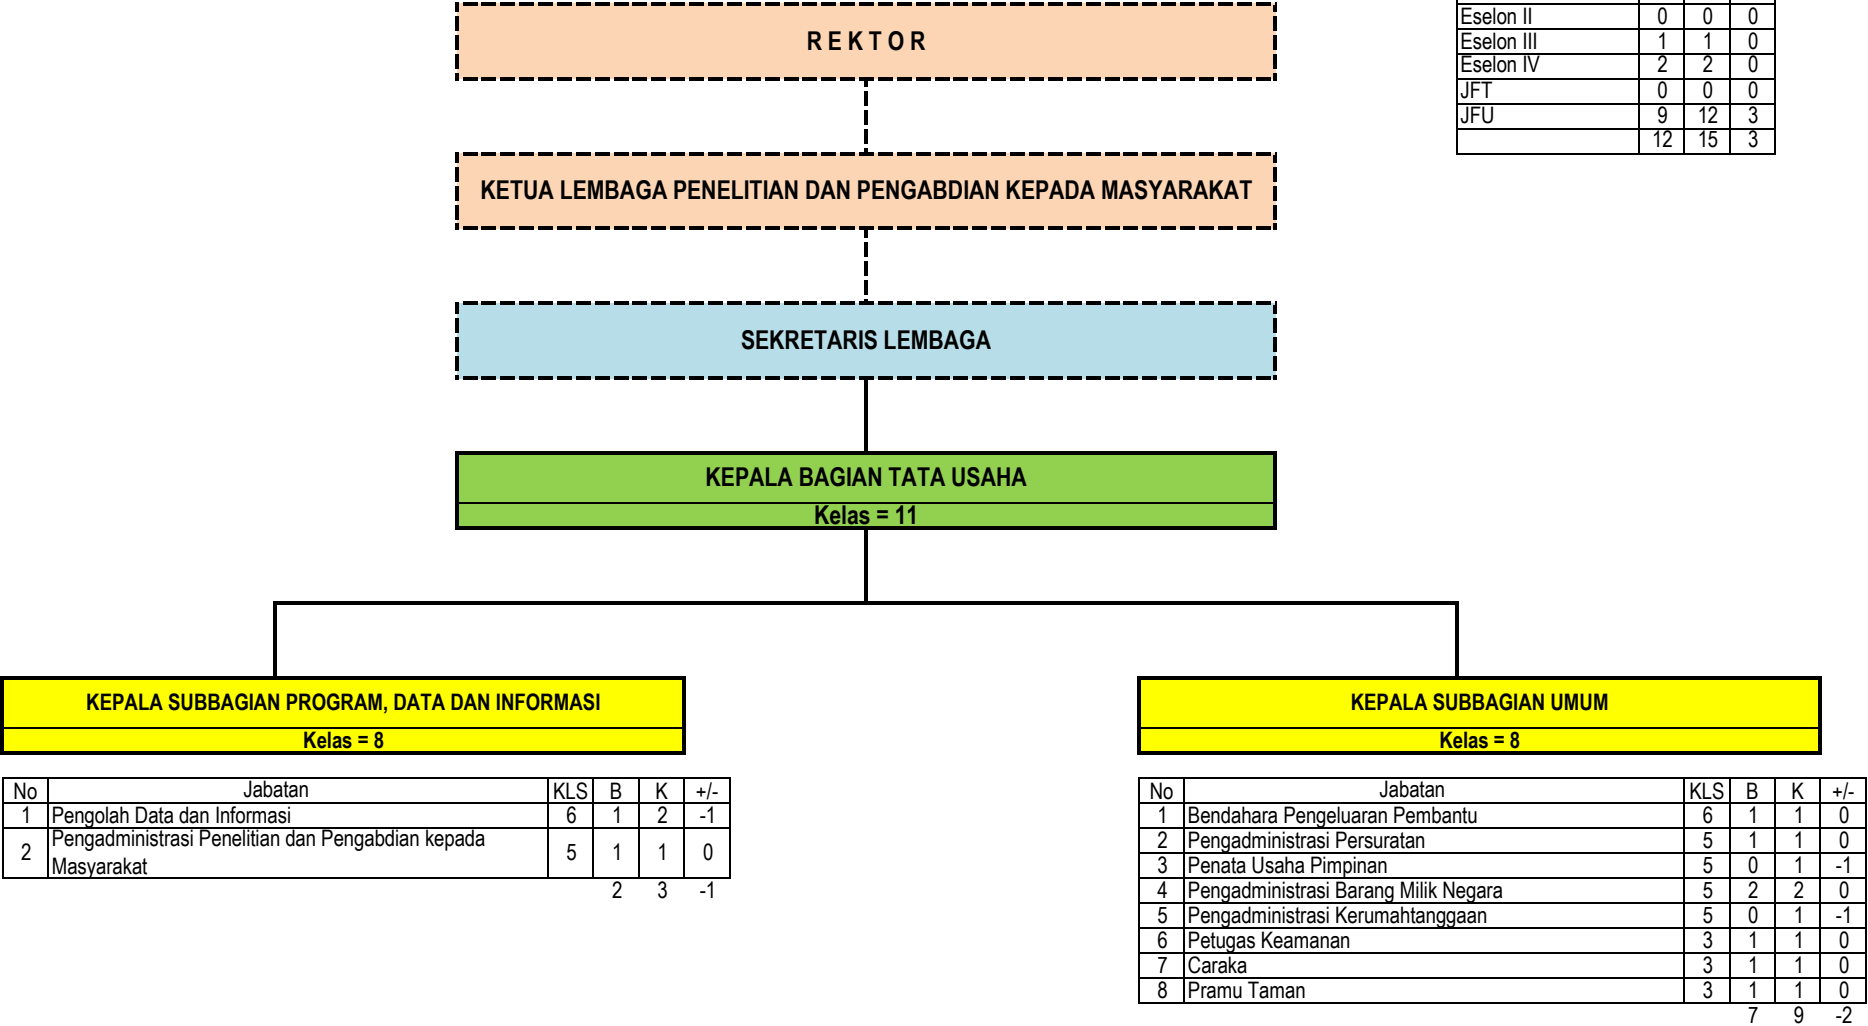 Eselon II 0 0 0
R E K T O R
Eselon III 1 1 0
Eselon IV 2 2 0
JFT 0 0 0
JFU 9 12 3
12 15 3
KETUA LEMBAGA PENELITIAN DAN PENGABDIAN KEPADA MASYARAKAT
SEKRETARIS LEMBAGA
KEPALA BAGIAN TATA USAHA
Kelas = 11
KEPALA SUBBAGIAN PROGRAM, DATA DAN INFORMASI
Kelas = 8
No Jabatan KLS B K +/-
1 Pengolah Data dan Informasi 6 1 2 -1
2 Pengadministrasi Penelitian dan Pengabdian kepada
Masyarakat 5 1 1 0
2 3 -1
KEPALA SUBBAGIAN UMUM
Kelas = 8
No Jabatan KLS B K +/-
1 Bendahara Pengeluaran Pembantu 6 1 1 0
2 Pengadministrasi Persuratan 5 1 1 0
3 Penata Usaha Pimpinan 5 0 1 -1
4 Pengadministrasi Barang Milik Negara 5 2 2 0
5 Pengadministrasi Kerumahtanggaan 5 0 1 -1
6 Petugas Keamanan 3 1 1 0
7 Caraka 3 1 1 0
8 Pramu Taman 3 1 1 0
7 9 -2